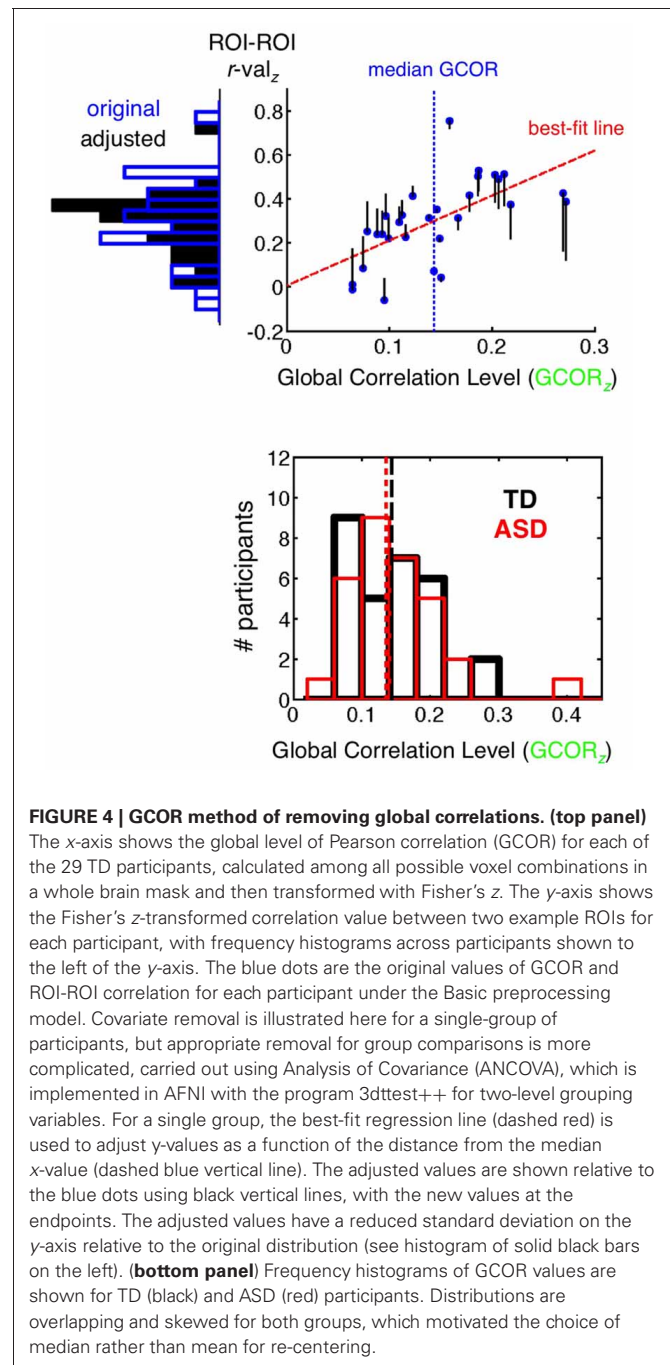 ROI-ROI
r-valz
original
adjusted
median GCOR
best-fit line
0.8
0.6
0.4
0.2
0
-0.2
0 0.1 0.2 0.3
Global Correlation Level (GCORz)
12
10
8
6
4
2
0
# participants
TD
ASD
0 0.1 0.2 0.3 0.4
Global Correlation Level (GCORz)
FIGURE 4 | GCOR method of removing global correlations. (top panel)
The x-axis shows the global level of Pearson correlation (GCOR) for each of
the 29 TD participants, calculated among all possible voxel combinations in
a whole brain mask and then transformed with Fisher's z. The y-axis shows
the Fisher's z-transformed correlation value between two example ROIs for
each participant, with frequency histograms across participants shown to
the left of the y-axis. The blue dots are the original values of GCOR and
ROI-ROI correlation for each participant under the Basic preprocessing
model. Covariate removal is illustrated here for a single-group of
participants, but appropriate removal for group comparisons is more
complicated, carried out using Analysis of Covariance (ANCOVA), which is
implemented in AFNI with the program 3dttest++ for two-level grouping
variables. For a single group, the best-fit regression line (dashed red) is
used to adjust y-values as a function of the distance from the median
x-value (dashed blue vertical line). The adjusted values are shown relative to
the blue dots using black vertical lines, with the new values at the
endpoints. The adjusted values have a reduced standard deviation on the
y-axis relative to the original distribution (see histogram of solid black bars
on the left). (bottom panel) Frequency histograms of GCOR values are
shown for TD (black) and ASD (red) participants. Distributions are
overlapping and skewed for both groups, which motivated the choice of
median rather than mean for re-centering.